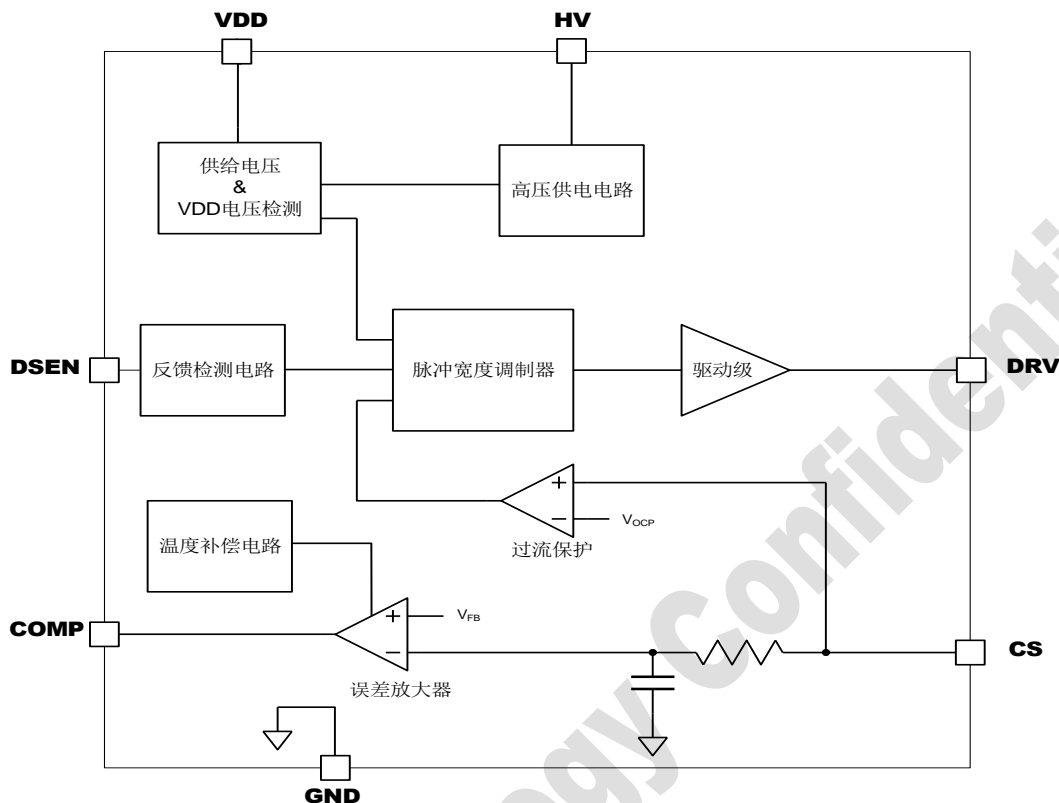 VDD
HV
供给电压
&
VDD电压检测
高压供电电路
DSEN
反馈检测电路
脉冲宽度调制器
驱动级
DRV
+
−
VOCP
过流保护
温度补偿电路
COMP
+
−
VFB
误差放大器
CS
GND
ogy Confidenti